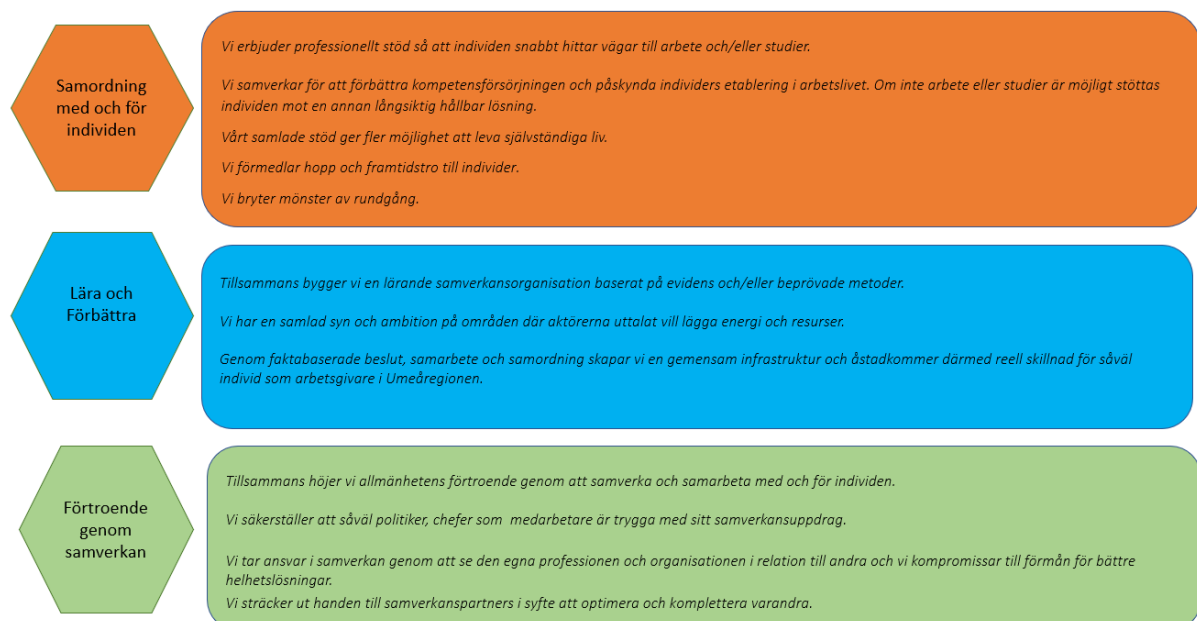 Samordning
med och för
individen
Vi erbjuder professionellt stöd så att individen snabbt hittar vägar till arbete och/eller studier.
Vi samverkar för att förbättra kompetensförsörjningen och påskynda individers etablering i arbetslivet. Om inte arbete eller studier är möjligt stöttas
individen mot en annan långsiktig hållbar lösning.
Vårt samlade stöd ger fler möjlighet att leva självständiga liv.
Vi förmedlar hopp och framtidstro till individer.
Vi bryter mönster av rundgång.
Lära och
Förbättra
Tillsammans bygger vi en lärande samverkansorganisation baserat på evidens och/eller beprövade metoder.
Vi har en samlad syn och ambition på områden där aktörerna uttalat vill lägga energi och resurser.
Genom faktabaserade beslut, samarbete och samordning skapar vi en gemensam infrastruktur och åstadkommer därmed reell skillnad för såväl
individ som arbetsgivare i Umeåregionen.
Förtroende
genom
samverkan
Tillsammans höjer vi allmänhetens förtroende genom att samverka och samarbeta med och för individen.
Vi säkerställer att såväl politiker, chefer som medarbetare är trygga med sitt samverkansuppdrag.
Vi tar ansvar i samverkan genom att se den egna professionen och organisationen i relation till andra och vi kompromissar till förmån för bättre
helhetslösningar.
Vi sträcker ut handen till samverkanspartners i syfte att optimera och komplettera varandra.